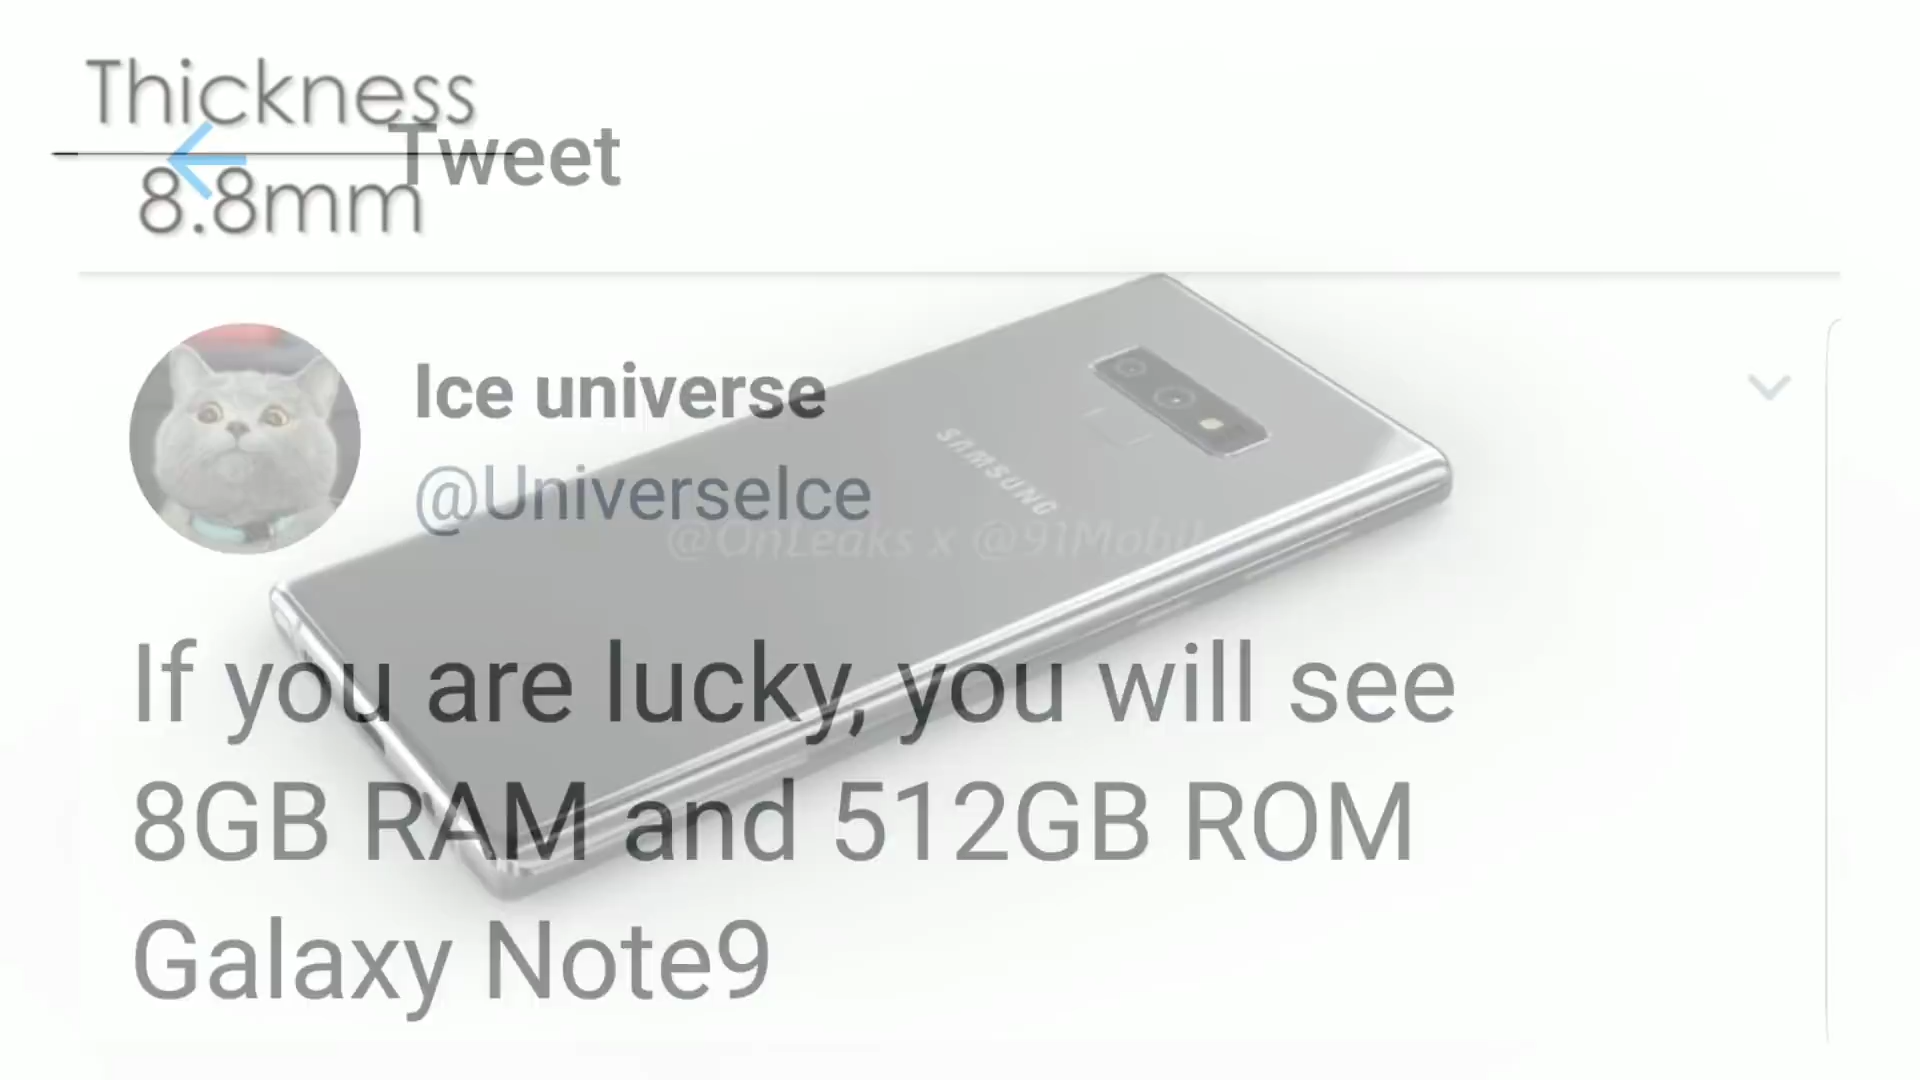 Thickness
8.8mm
Tweet
Ice universe
@UniverseIce
SAMSUNG
@OnLeaks x @91Mobil
If you are lucky, you will see
8GB RAM and 512GB ROM
Galaxy Note9